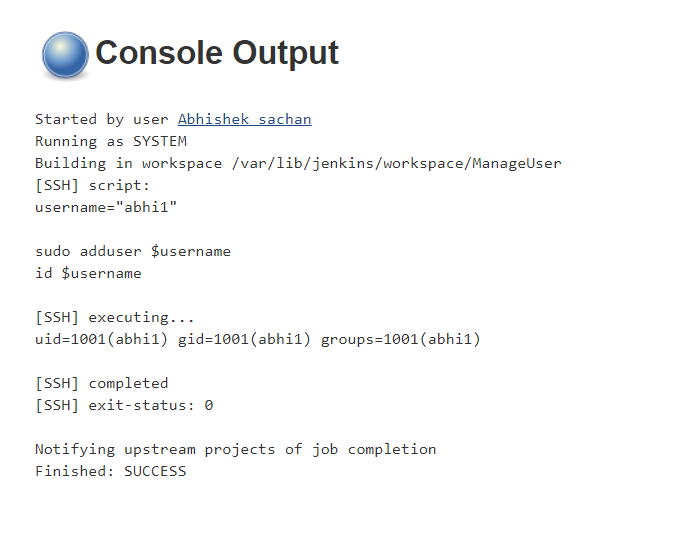 Console Output
Started by user Abhishek sachan
Running as SYSTEM
Building in workspace /var/lib/jenkins/workspace/ManageUser
[SSH] script:
username="abhi1"
sudo adduser $username
id $username
[SSH] executing...
uid=1001(abhi1) gid=1001(abhi1) groups=1001(abhi1)
[SSH] completed
[SSH] exit-status: 0
Notifying upstream projects of job completion
Finished: SUCCESS